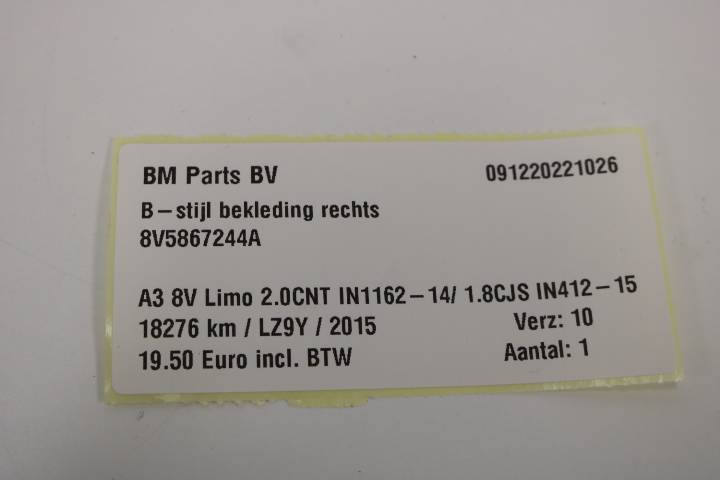 BM Parts BV 091220221026
B-stijl bekleding rechts
8V5867244A
A3 8V Limo 2.0CNT IN1162-14/ 1.8CJS IN412-15
18276 km / LZ9Y / 2015 Verz: 10
19.50 Euro incl. BTW Aantal: 1